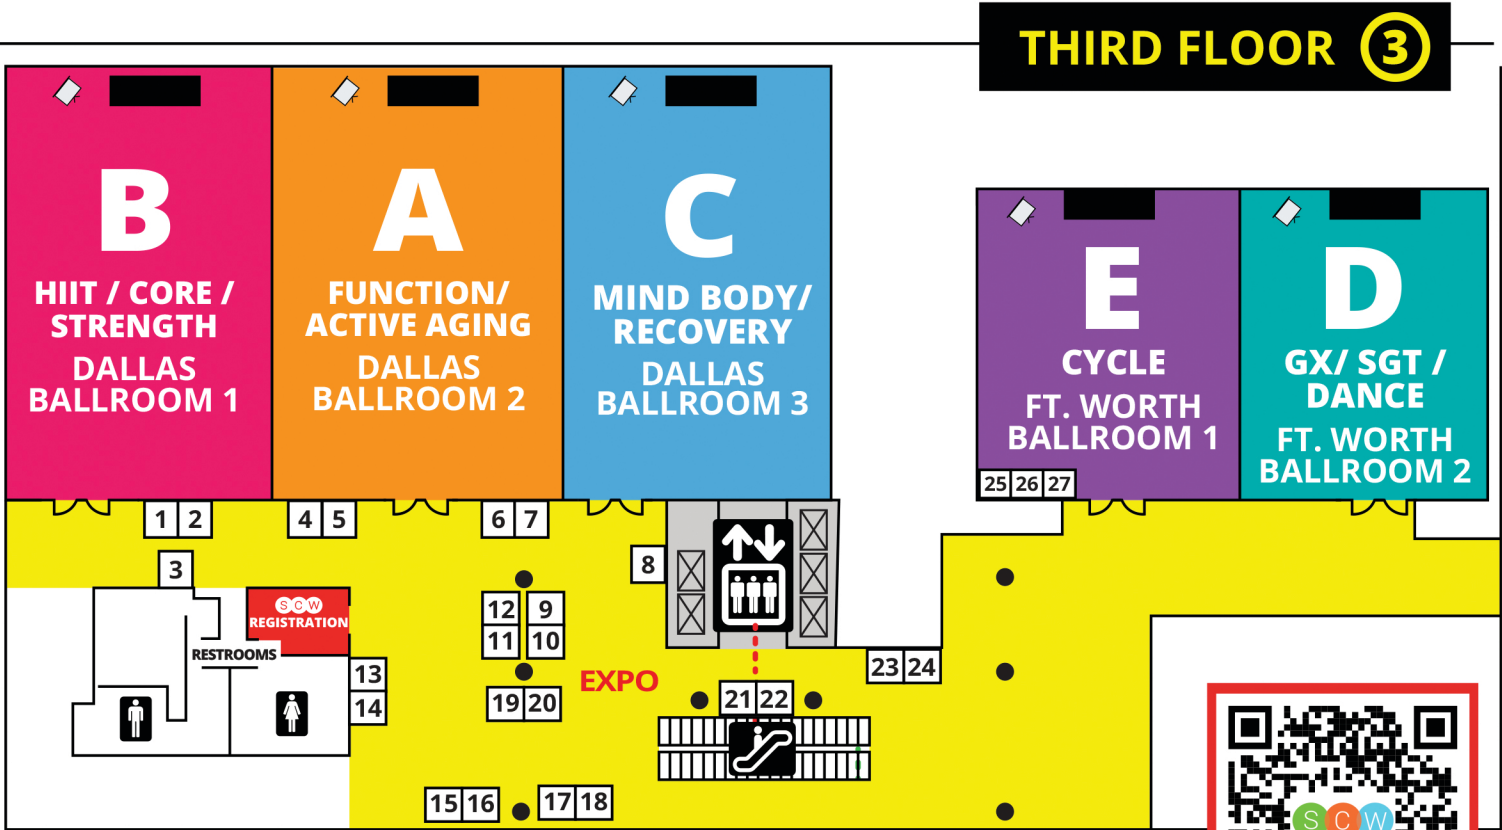 THIRD FLOOR 3
B
HIIT / CORE /
STRENGTH
DALLAS
BALLROOM 1
A
FUNCTION/
ACTIVE AGING
DALLAS
BALLROOM 2
C
MIND BODY/
RECOVERY
DALLAS
BALLROOM 3
E
CYCLE
FT. WORTH
BALLROOM 1
D
GX/ SGT /
DANCE
FT. WORTH
BALLROOM 2
25 26 27
1 2
4 5
6 7
3
8
SCW
REGISTRATION
RESTROOMS
12 9
11 10
13
14
19 20
EXPO
21 22
23 24
15 16
17 18
SCW